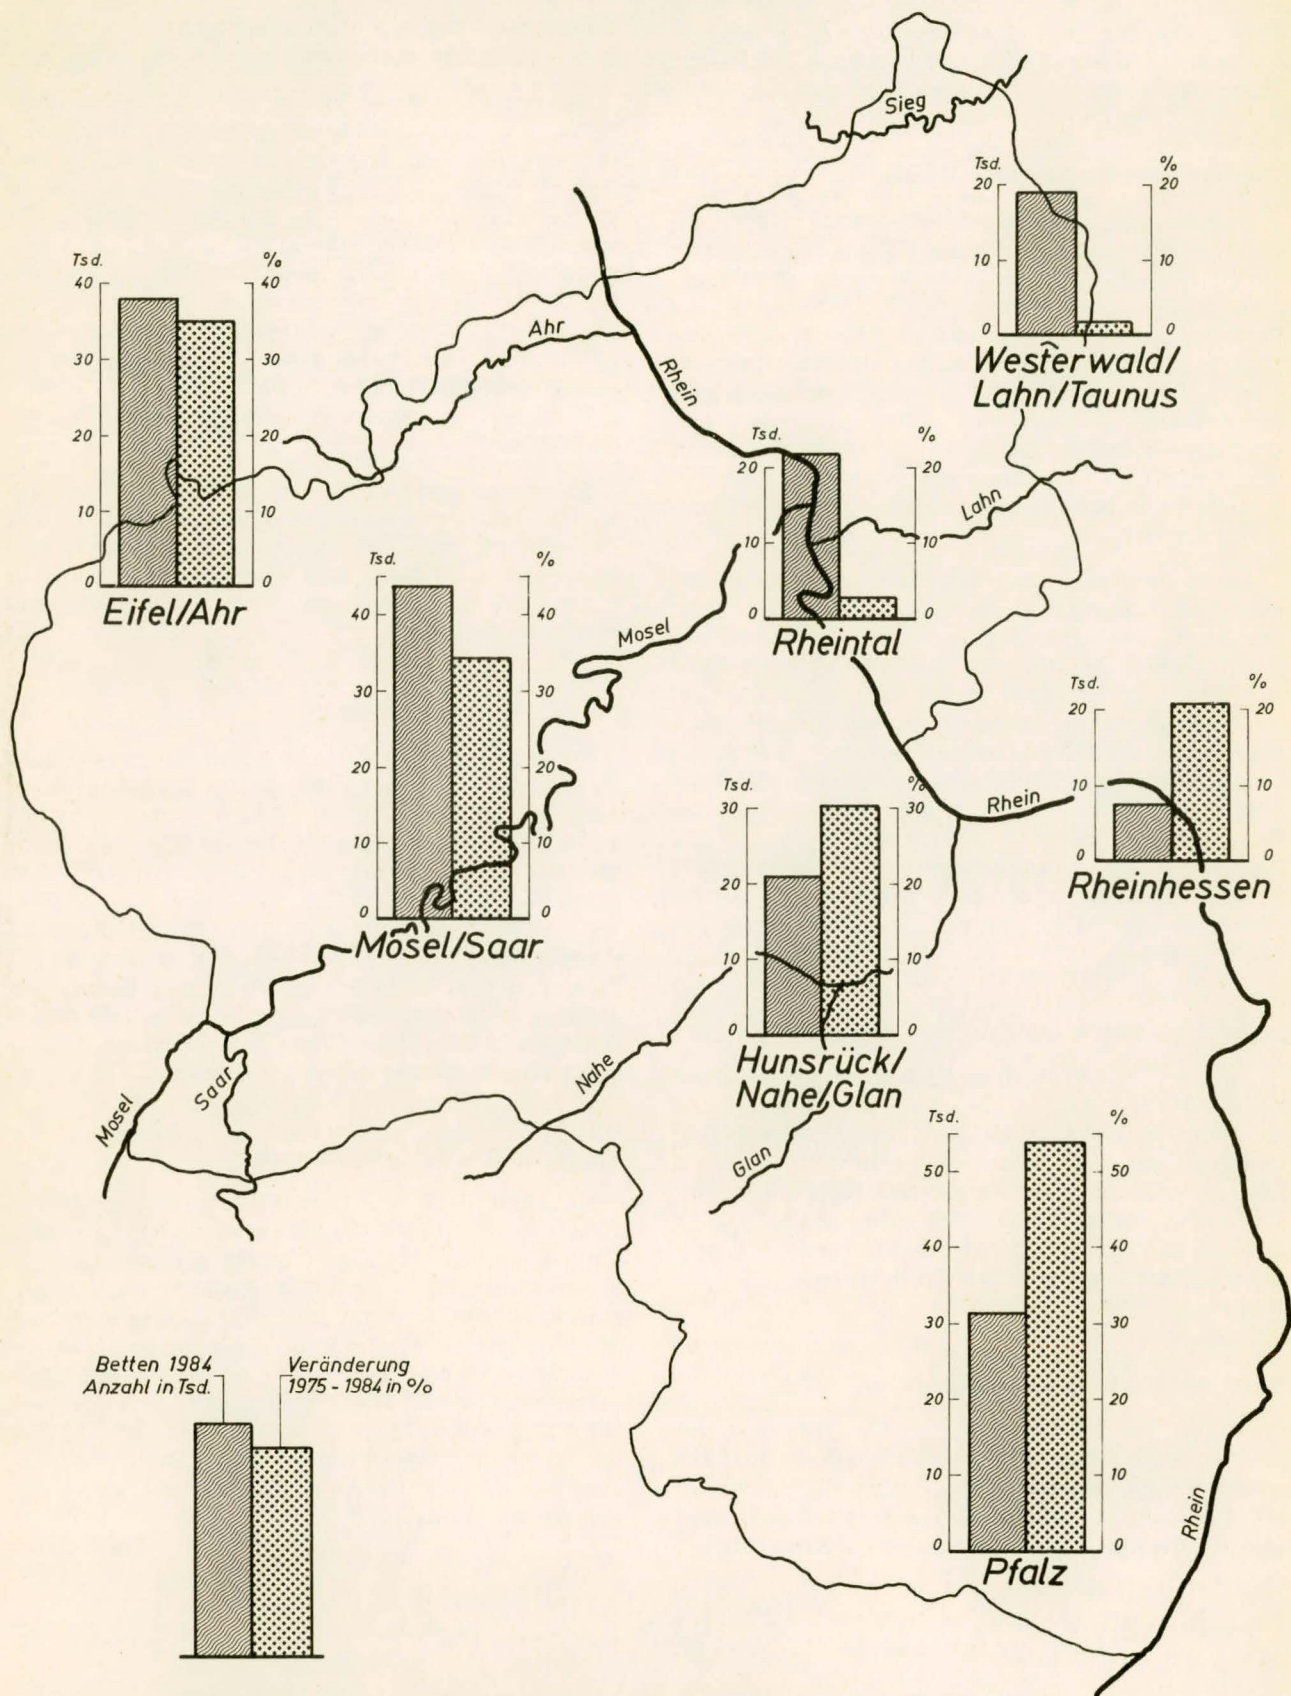 Sieg
Tsd.
%
20
20
10
10
0
0
Westerwald/
Lahn/Taunus
Tsd.
%
40
40
30
30
20
20
10
10
0
0
Eifel/Ahr
Ahr
Rhein
Tsd.
%
20
20
10
10
0
0
Rheintal
Lahn
Tsd.
%
40
40
30
30
20
20
10
10
0
0
Mosel/Saar
Mosel
Tsd.
%
20
20
10
10
0
0
Rheinhessen
Rhein
Tsd.
%
30
30
20
20
10
10
0
0
Hunsrück/
Nahe/Glan
Mosel
Saar
Nahe
Glan
Tsd.
%
50
50
40
40
30
30
20
20
10
10
0
0
Pfalz
Rhein
Betten 1984
Anzahl in Tsd.
Veränderung
1975 - 1984 in %